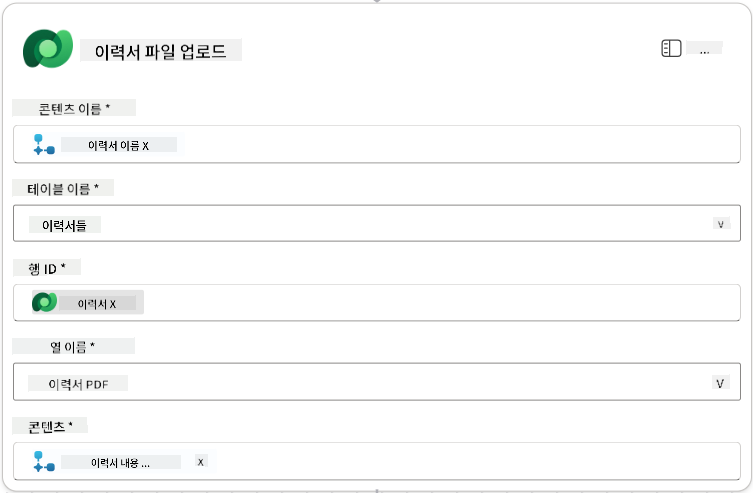 이력서 파일 업로드
...
콘텐츠 이름 *
이력서 이름 X
테이블 이름 *
이력서들
V
행 ID *
이력서 X
열 이름 *
이력서 PDF
V
콘텐츠 *
이력서 내용 ... X